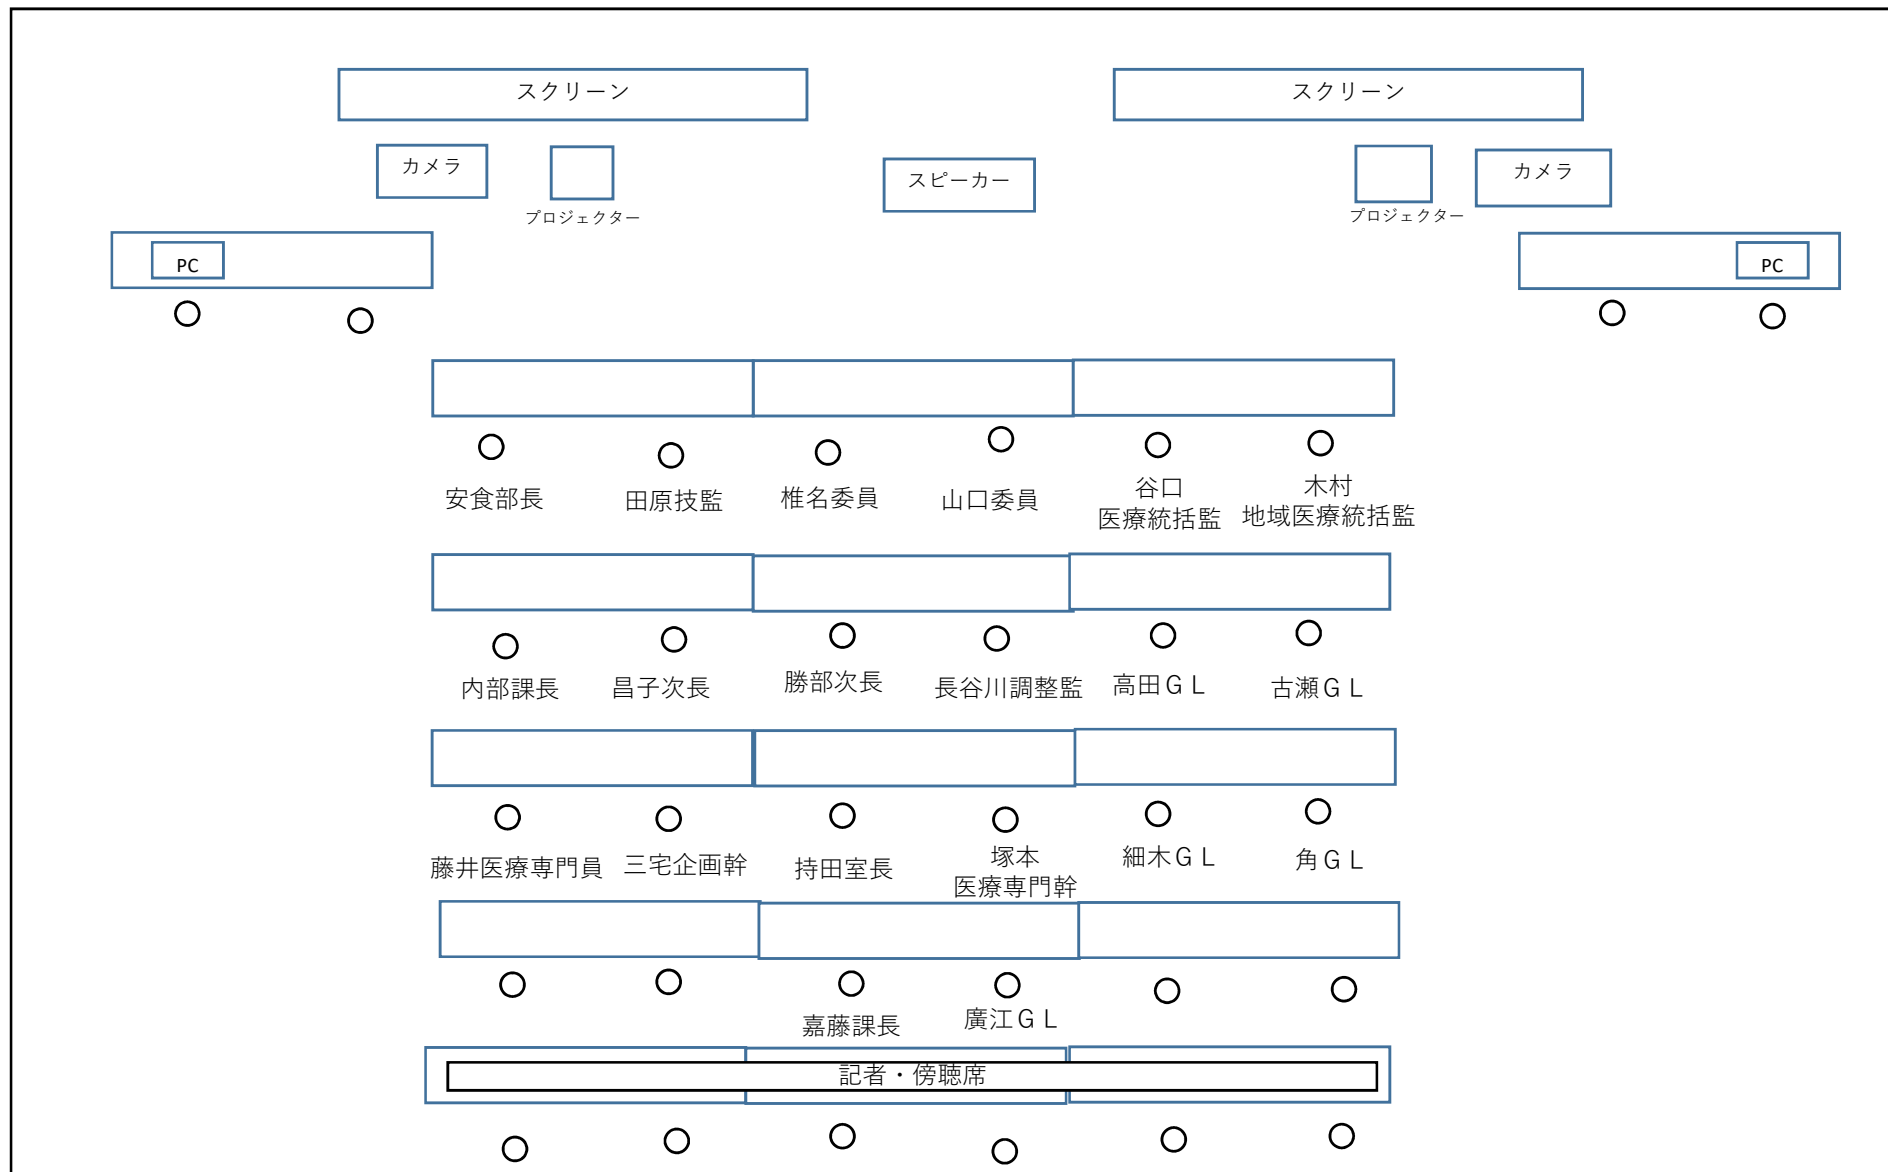 スクリーン
スクリーン
カメラ
プロジェクター
スピーカー
プロジェクター
カメラ
PC
PC
安食部長
田原技監
椎名委員
山口委員
谷口
医療統括監
木村
地域医療統括監
内部課長
昌子次長
勝部次長
長谷川調整監
高田ＧＬ
古瀬ＧＬ
藤井医療専門員
三宅企画幹
持田室長
塚本
医療専門幹
細木ＧＬ
角ＧＬ
嘉藤課長
廣江ＧＬ
記者・傍聴席